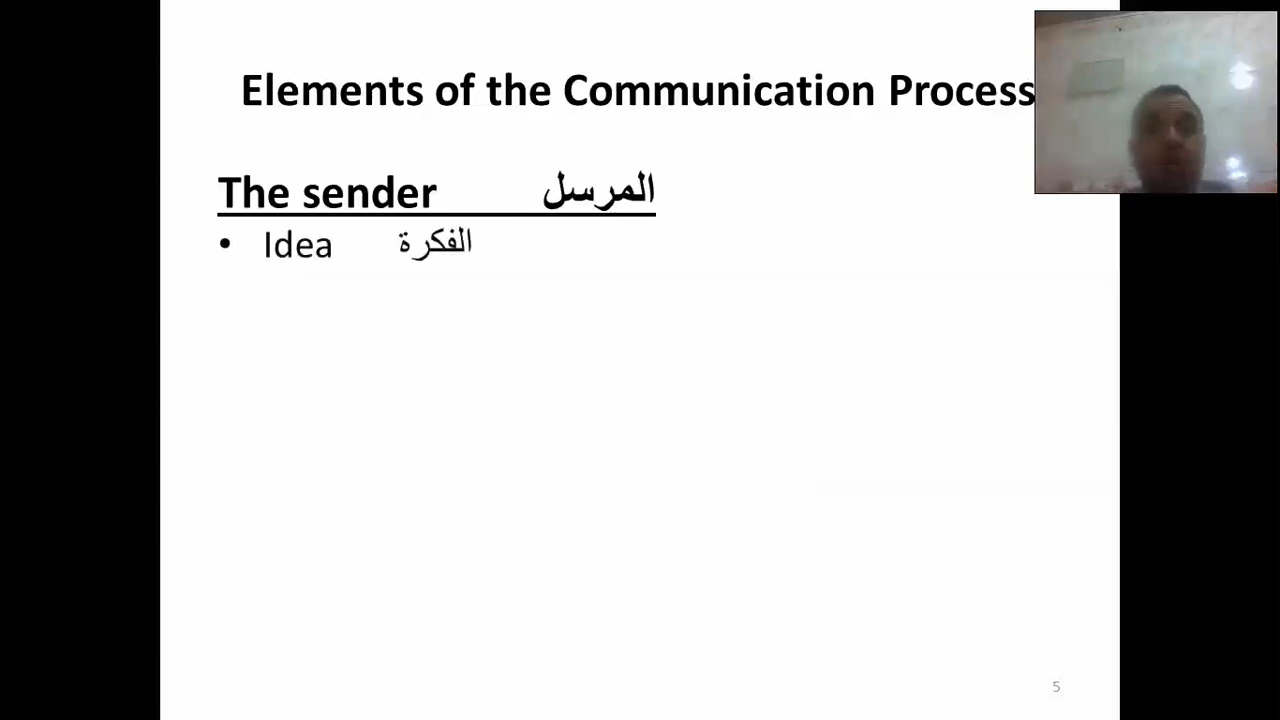 Elements of the Communication Process
The sender المرسل
• Idea الفكرة
5